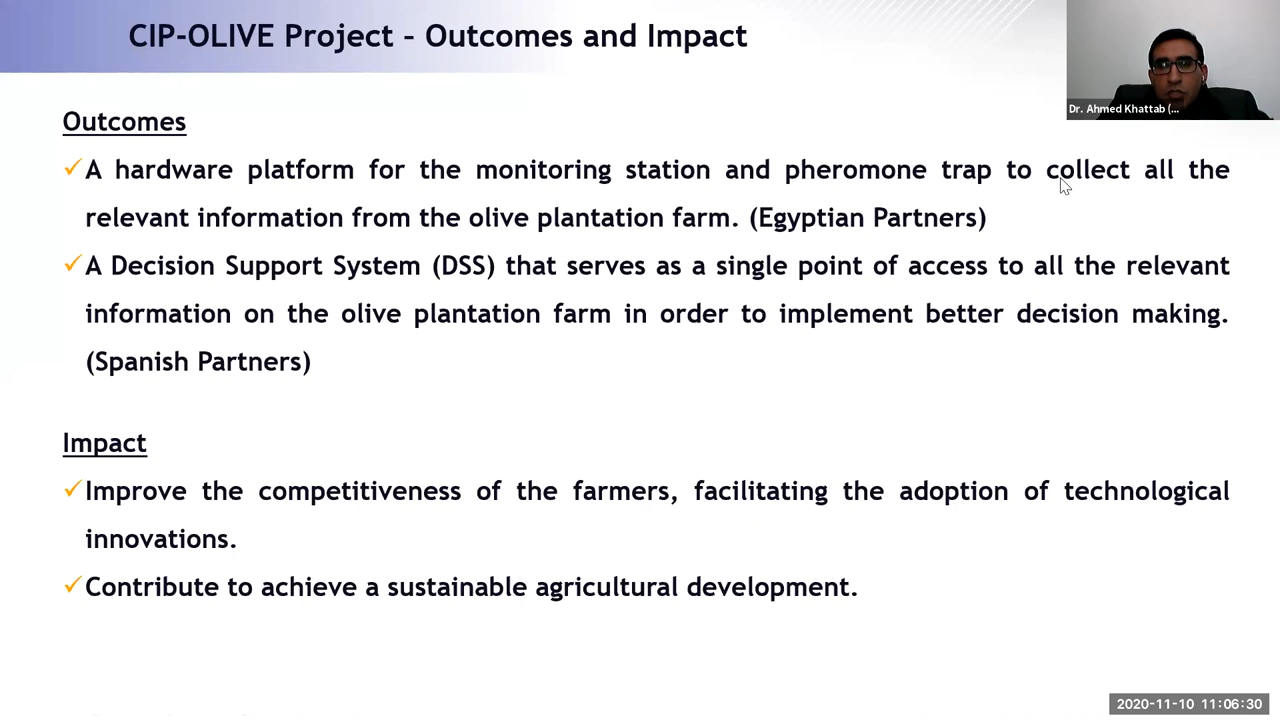 CIP-OLIVE Project – Outcomes and Impact
Dr. Ahmed Khattab (...
Outcomes
✓A hardware platform for the monitoring station and pheromone trap to collect all the
relevant information from the olive plantation farm. (Egyptian Partners)
✓A Decision Support System (DSS) that serves as a single point of access to all the relevant
information on the olive plantation farm in order to implement better decision making.
(Spanish Partners)
Impact
✓Improve the competitiveness of the farmers, facilitating the adoption of technological
innovations.
✓Contribute to achieve a sustainable agricultural development.
2020-11-10 11:06:30